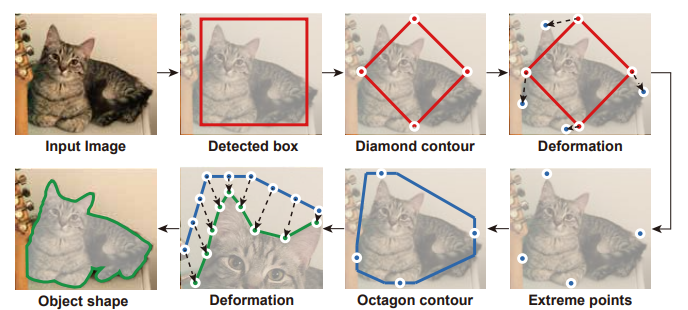 Input Image
Detected box
Diamond contour
Deformation
Object shape
Deformation
Octagon contour
Extreme points